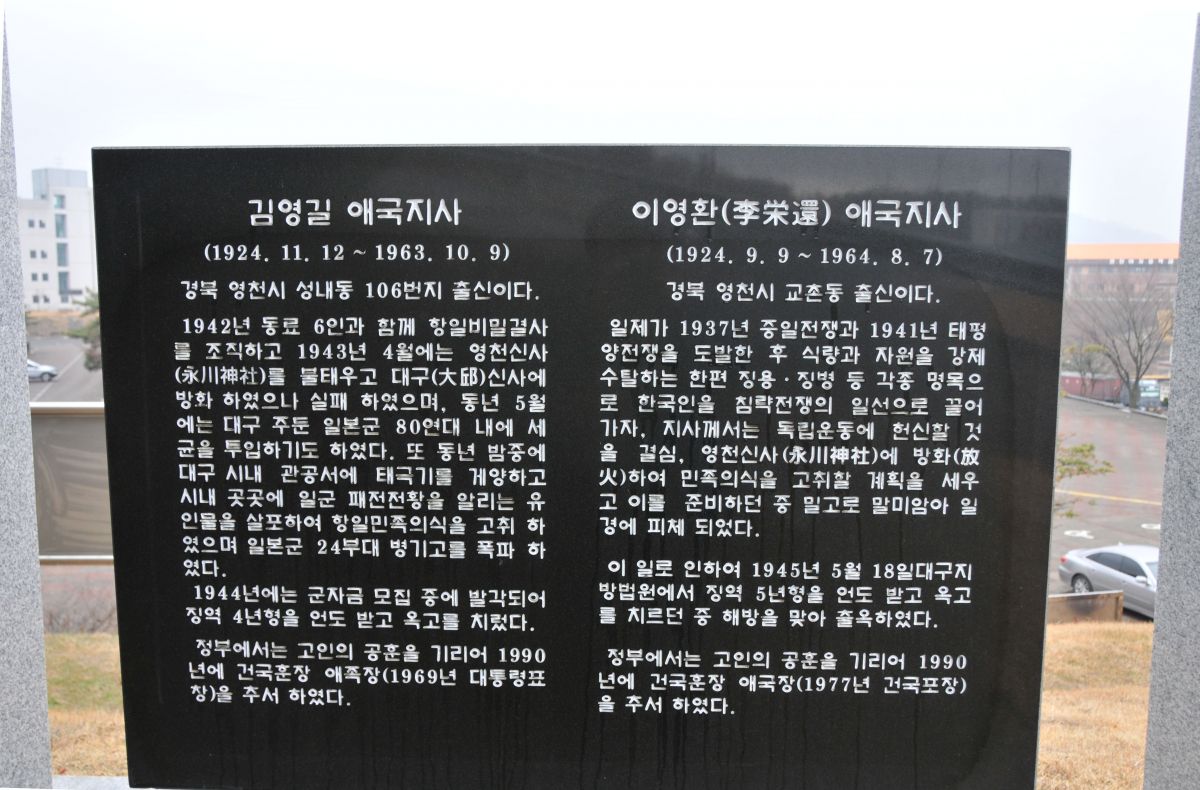 김영길 애국지사
(1924. 11. 12 ~ 1963. 10. 9)
경북 영천시 성내동 106번지 출신이다.
1942년 동료 6인과 함께 항일비밀결사
를 조직하고 1943년 4월에는 영천신사
(永川神社)를 불태우고 대구(大邱)신사에
방화 하였으나 실패 하였으며, 동년 5월
에는 대구 주둔 일본군 80연대 내에 세
균을 투입하기도 하였다. 또 동년 밤중에
대구 시내 관공서에 태국기를 게양하고
시내 곳곳에 일군 패전전황을 알리는 유
인물을 살포하여 항일민족의식을 고취 하
였으며 일본군 24부대 병기고를 폭파 하
였다.
1944년에는 군자금 모집 중에 발각되어
징역 4년형을 언도 받고 옥고를 치뤘다.
정부에서는 고인의 공훈을 기리어 1990
년에 건국훈장 애족장(1969년 대통령표
창)을 추서 하였다.
이영환(李栄還) 애국지사
(1924. 9. 9 ~ 1964. 8. 7)
경북 영천시 교촌동 출신이다.
일제가 1937년 중일전쟁과 1941년 태평
양전쟁을 도발한 후 식량과 자원을 강제
수탈하는 한편 징용·징병 등 각종 명목으
로 한국인을 침략전쟁의 일선으로 끌어
가자, 지사께서는 독립운동에 헌신할 것
을 결심, 영천신사(永川神社)에 방화(放
火)하여 민족의식을 고취할 계획을 세우
고 이를 준비하던 중 밀고로 말미암아 일
경에 피체 되었다.
이 일로 인하여 1945년 5월 18일대구지
방법원에서 징역 5년형을 언도 받고 옥고
를 치르던 중 해방을 맞아 출옥하였다.
정부에서는 고인의 공훈을 기리어 1990
년에 건국훈장 애국장(1977년 건국포장)
을 추서 하였다.